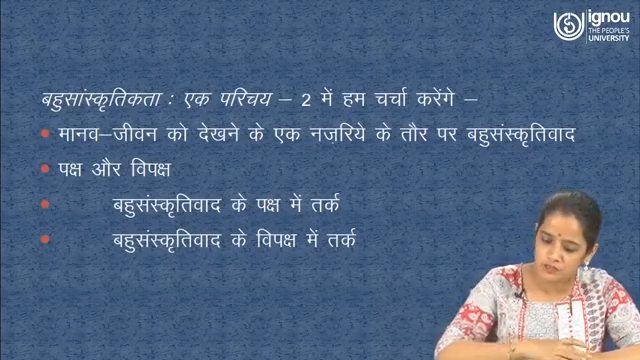 ignou
THE PEOPLE'S
UNIVERSITY
बहुसांस्कृतिकता : एक परिचय – 2 में हम चर्चा करेंगे –
• मानव–जीवन को देखने के एक नज़रिये के तौर पर बहुसंस्कृतिवाद
• पक्ष और विपक्ष
• बहुसंस्कृतिवाद के पक्ष में तर्क
• बहुसंस्कृतिवाद के विपक्ष में तर्क